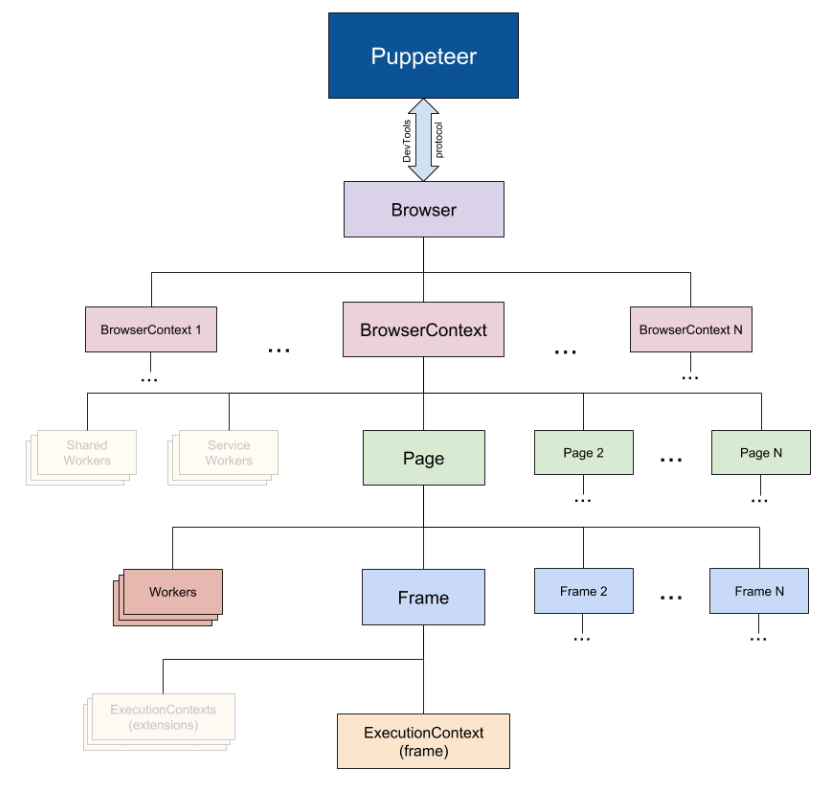 Puppeteer
DevTools
protocol
Browser
BrowserContext 1
...
BrowserContext
...
BrowserContext N
...
...
Shared
Workers
Service
Workers
Page
Page 2
...
Page N
...
...
Workers
Frame
Frame 2
...
Frame N
...
...
ExecutionContexts
(extensions)
ExecutionContext
(frame)